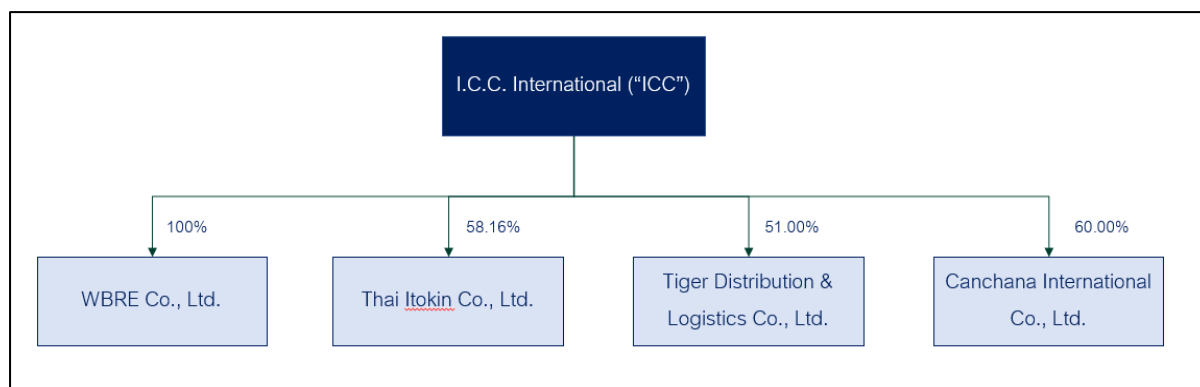 I.C.C. International (“ICC”)
100%
58.16%
51.00%
60.00%
WBRE Co., Ltd.
Thai Itokin Co., Ltd.
Tiger Distribution &
Logistics Co., Ltd.
Canchana International
Co., Ltd.